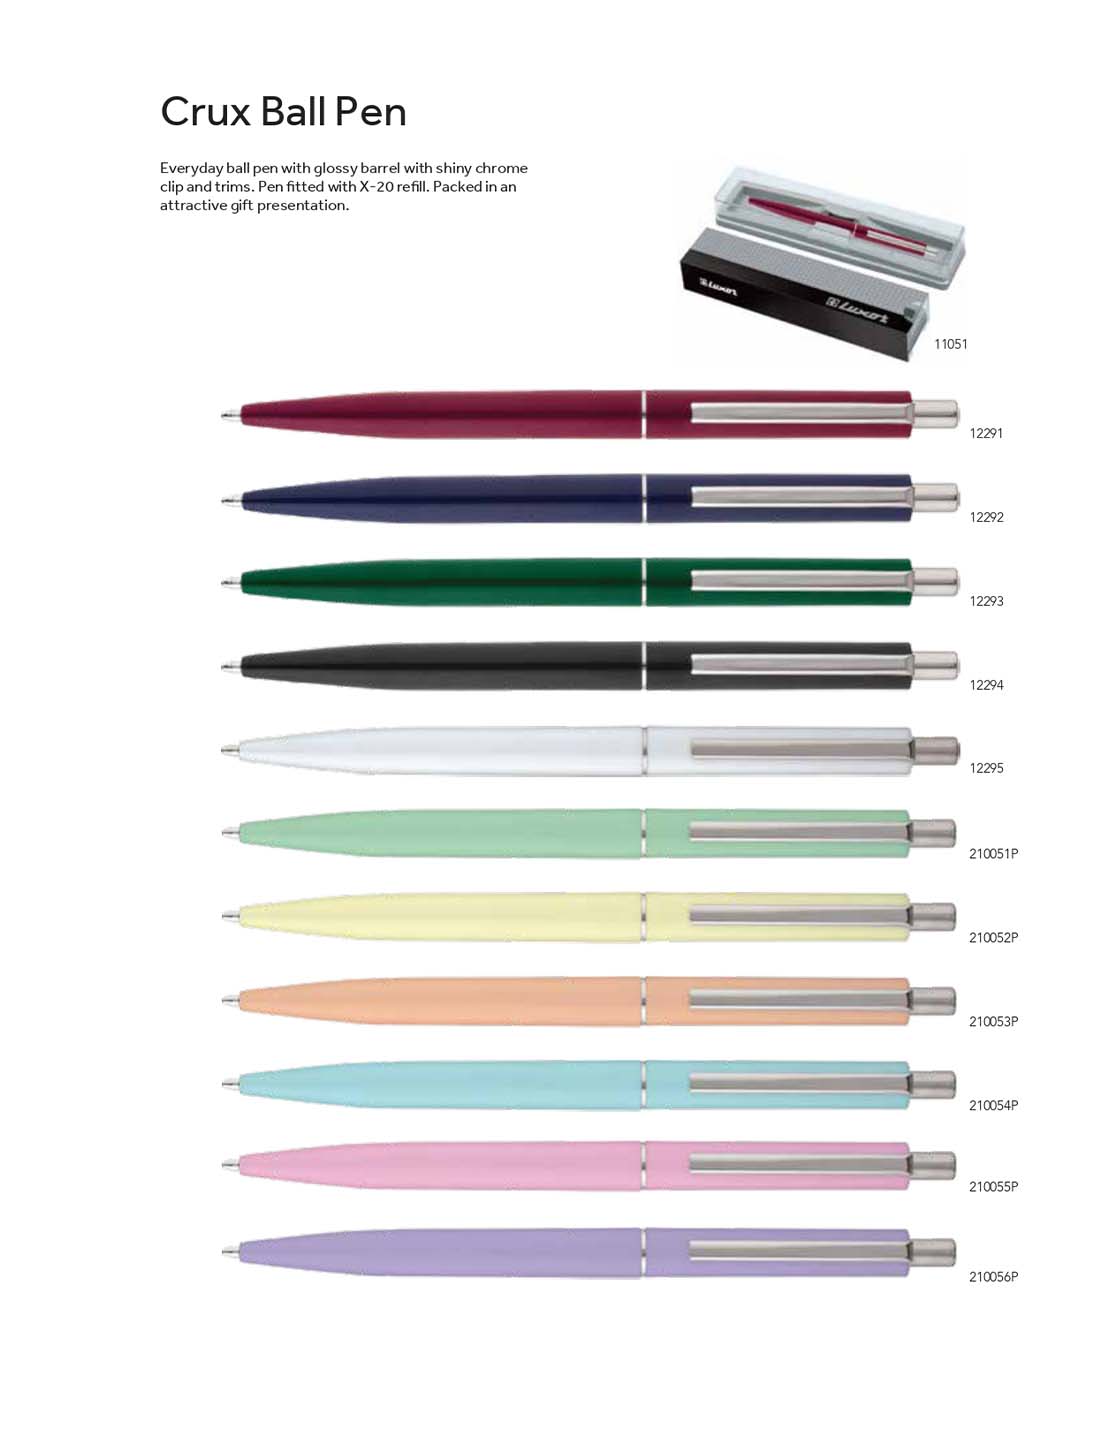 Crux Ball Pen
Everyday ball pen with glossy barrel with shiny chrome
clip and trims. Pen fitted with X-20 refill. Packed in an
attractive gift presentation.
Luxor
Luxor
11051
12291
12292
12293
12294
12295
210051P
210052P
210053P
210054P
210055P
210056P